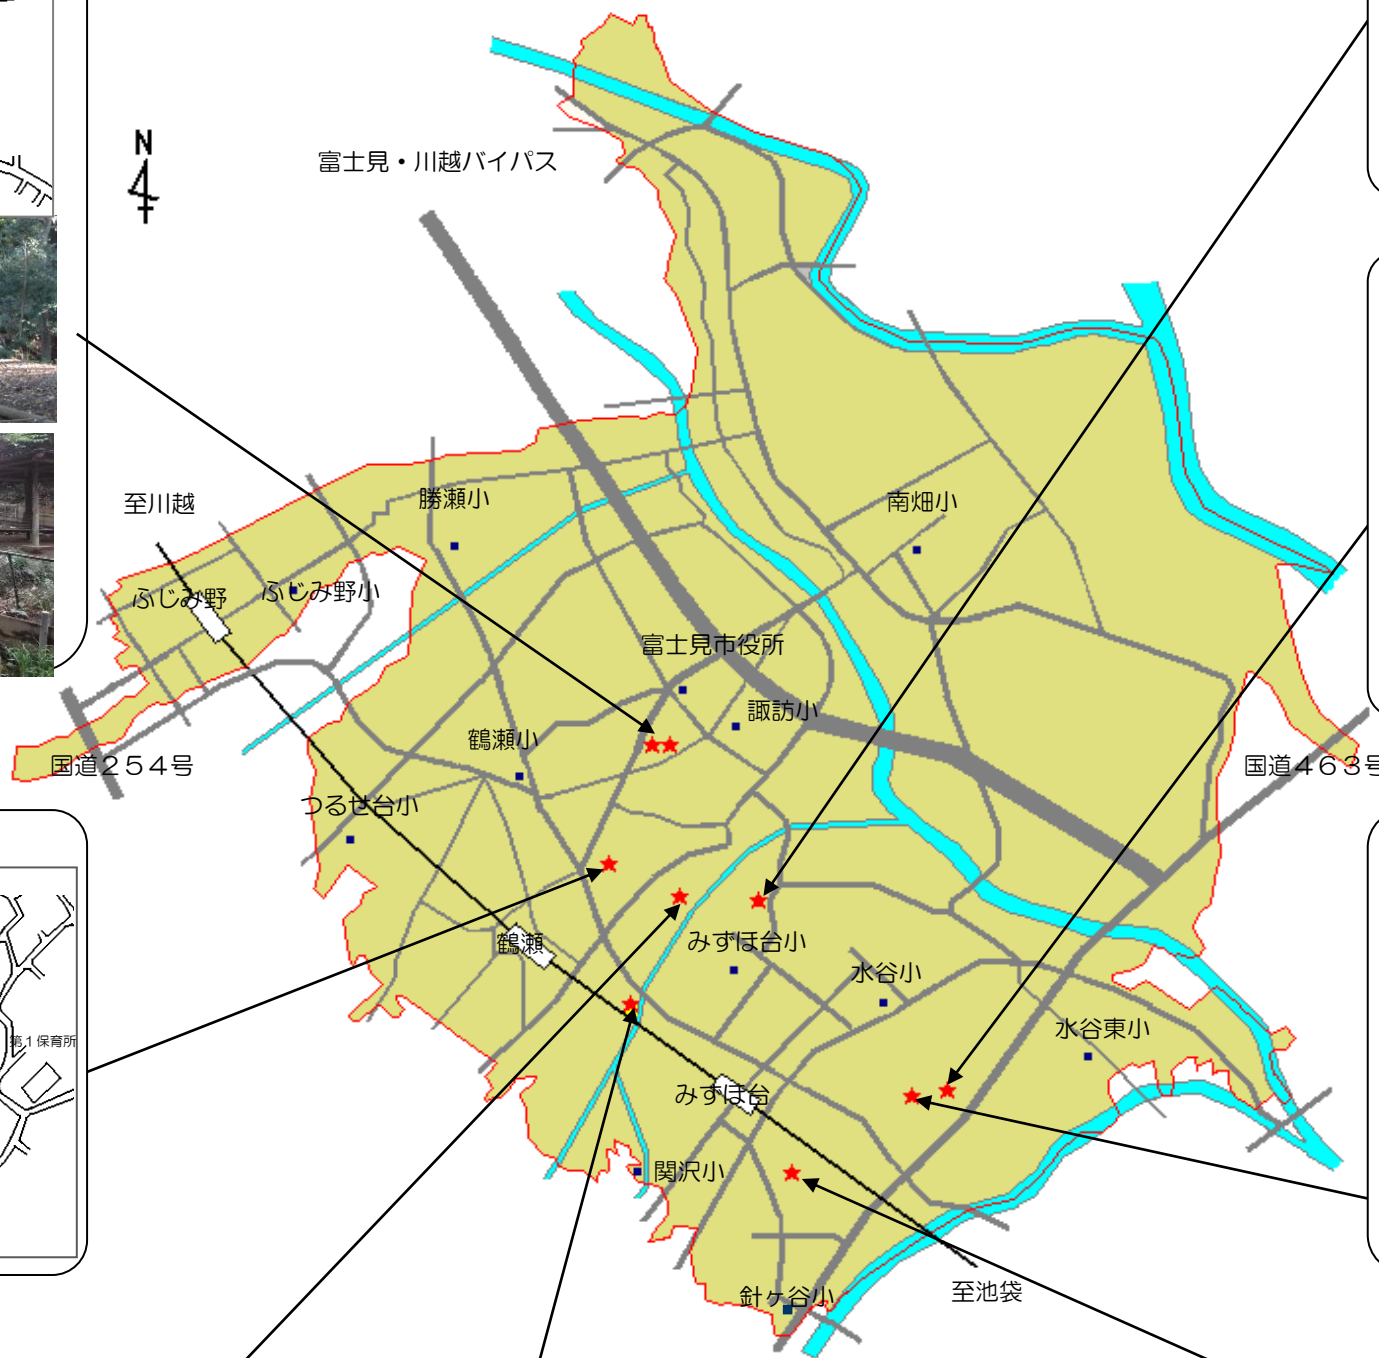 N
富士見・川越バイパス
至川越
勝瀬小
南畑小
ふじみ野
ふじみ野小
富士見市役所
諏訪小
鶴瀬小
国道254号
国道463号
つるせ台小
鶴瀬
みずほ台小
水谷小
水谷東小
第1保育所
みずほ台
関沢小
針ヶ谷小
至池袋